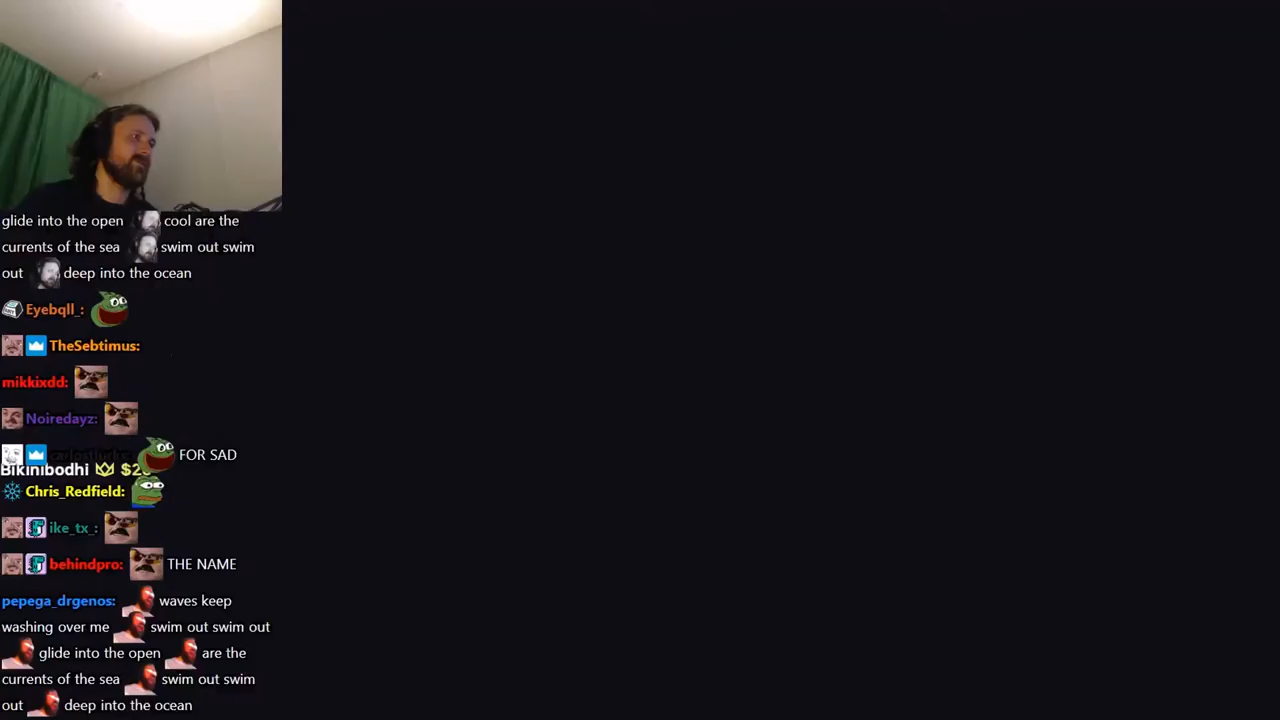 glide into the open cool are the
currents of the sea swim out swim
out deep into the ocean
Eyebqll_:
TheSebtimus:
mikkixdd:
Noiredayz:
FOR SAD
Bikinibodhi
Chris_Redfield:
ike_tx_:
behindpro: THE NAME
pepega_drgenos: waves keep
washing over me swim out swim out
glide into the open are the
currents of the sea swim out swim
out deep into the ocean